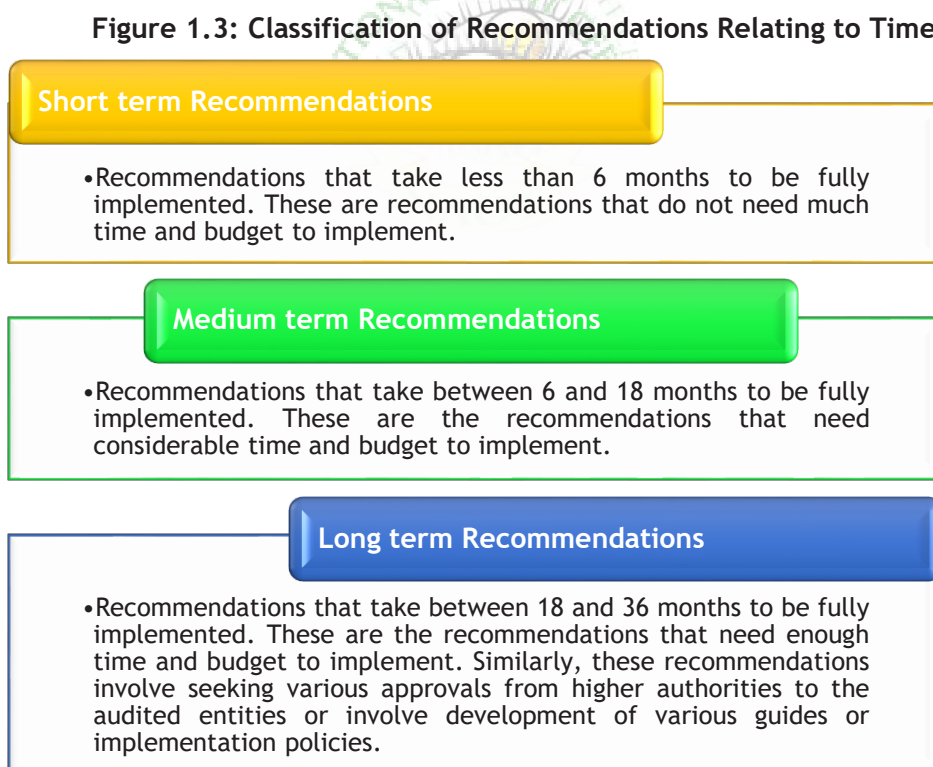 Figure 1.3: Classification of Recommendations Relating to Time
Short term Recommendations
•Recommendations that take less than 6 months to be fully
implemented. These are recommendations that do not need much
time and budget to implement.
Medium term Recommendations
•Recommendations that take between 6 and 18 months to be fully
implemented. These are the recommendations that need
considerable time and budget to implement.
Long term Recommendations
•Recommendations that take between 18 and 36 months to be fully
implemented. These are the recommendations that need enough
time and budget to implement. Similarly, these recommendations
involve seeking various approvals from higher authorities to the
audited entities or involve development of various guides or
implementation policies.